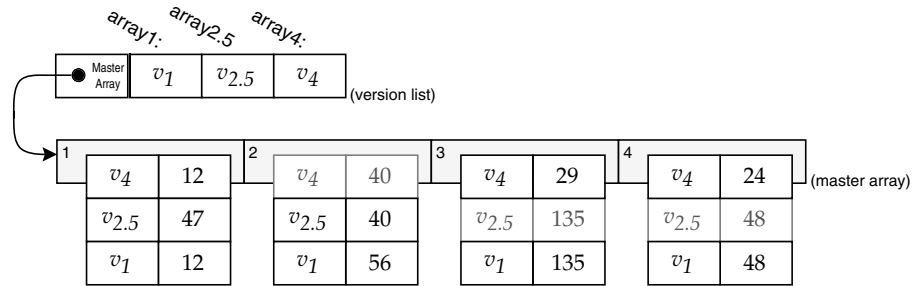 array1: array2.5 array4:
Master Array v1 v2.5 v4
(version list)
1 2 3 4
v4 12 v4 40 v4 29 v4 24
(master array)
v2.5 47 v2.5 40 v2.5 135 v2.5 48
v1 12 v1 56 v1 135 v1 48